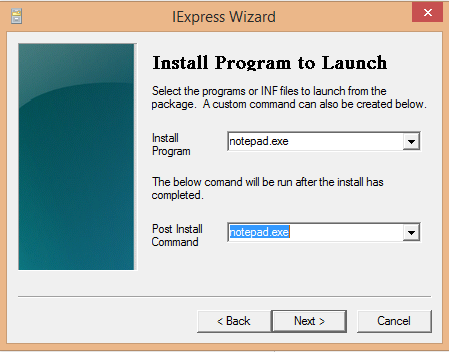 IExpress Wizard
Install Program to Launch
Select the programs or INF files to launch from the
package.  A custom command can also be created below.
Install
Program
notepad.exe
The below comand will be run after the install has
completed.
Post Install
Command
notepad.exe
< Back
Next >
Cancel